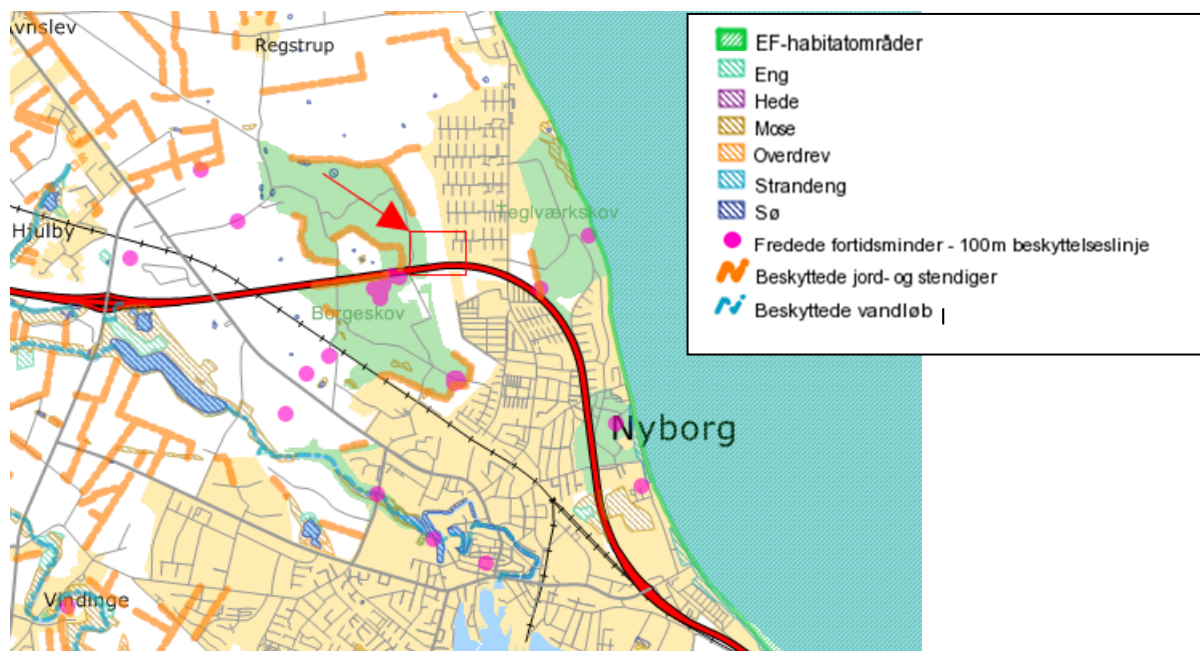 vnslev
Regstrup
Teglværkskov
Hjulby
Borgeskov
Nyborg
Vindinge
EF-habitatområder
Eng
Hede
Mose
Overdrev
Strandeng
Sø
Fredede fortidsminder - 100m beskyttelseslinje
Beskyttede jord- og stendiger
Beskyttede vandløb